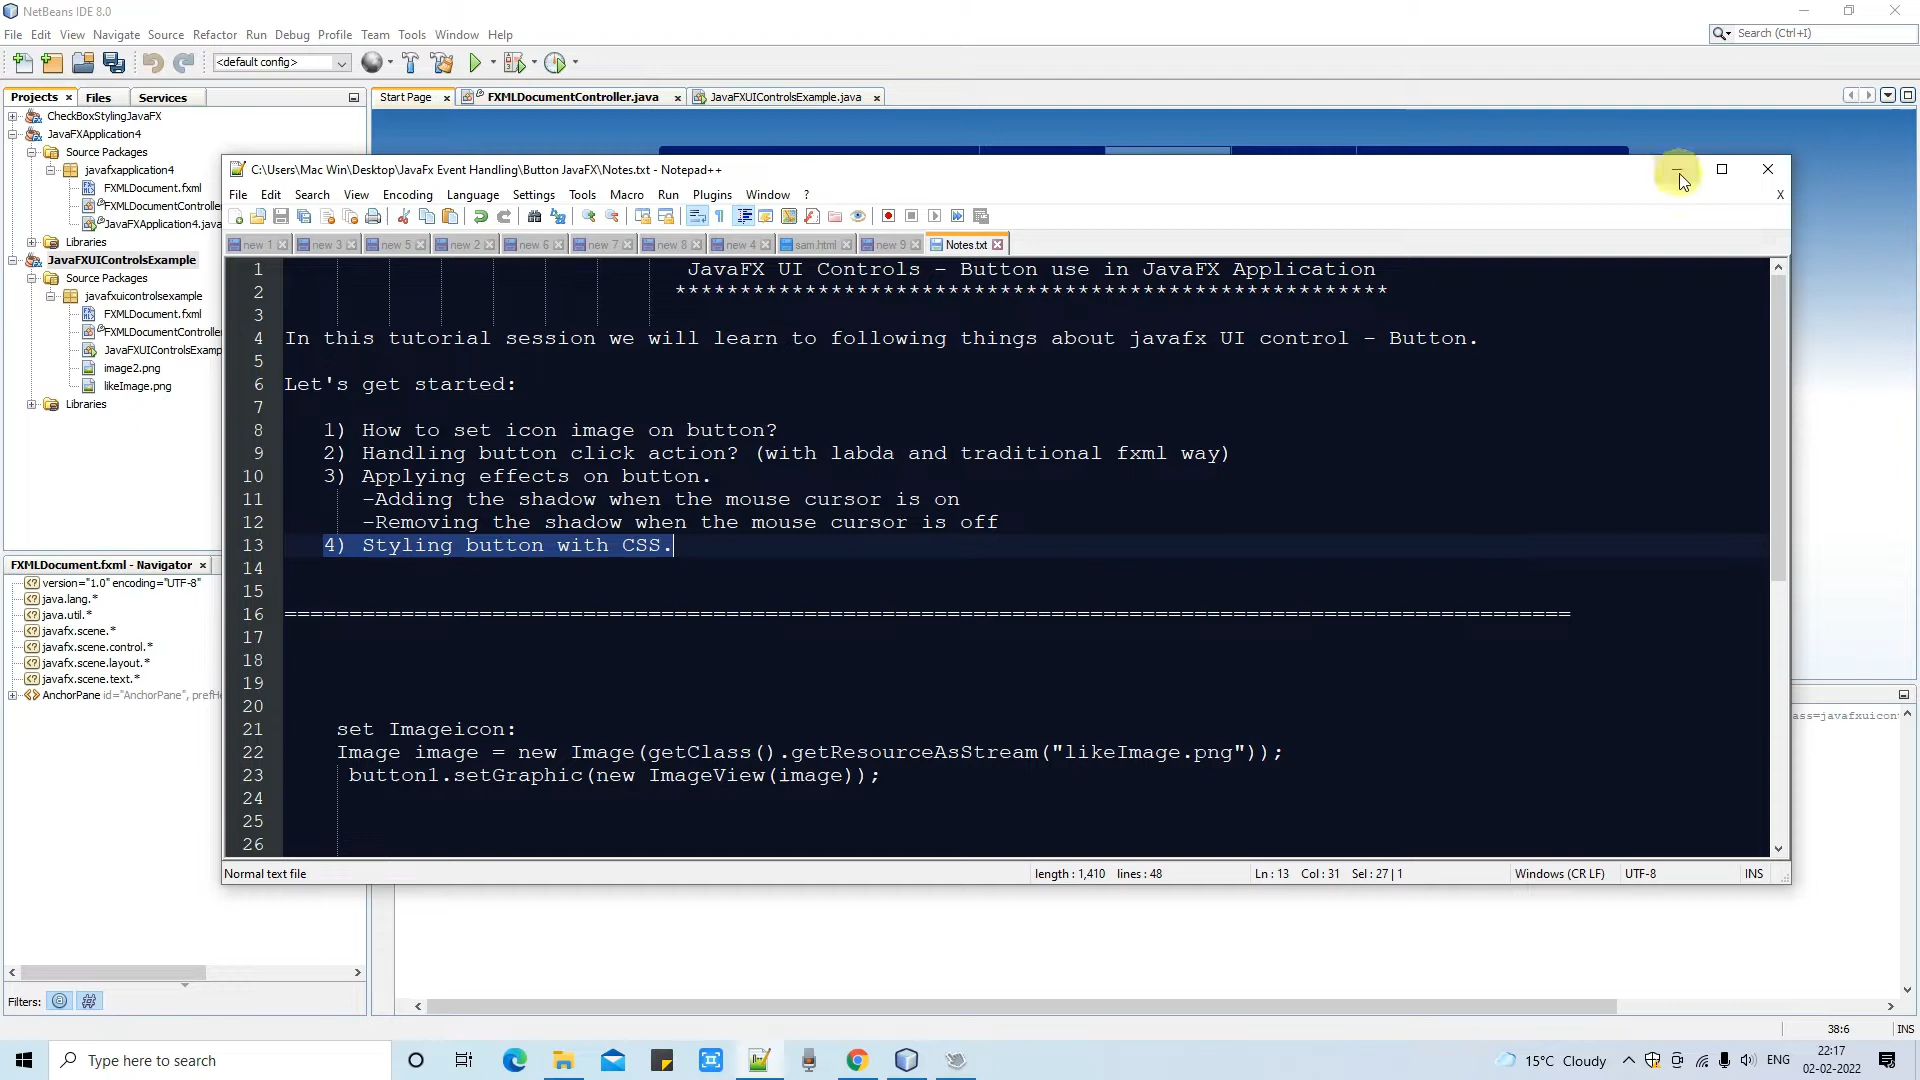 NetBeans IDE 8.0
File Edit View Navigate Source Refactor Run Debug Profile Team Tools Window Help
Search (Ctrl+I)
<default config>
Projects Files Services
Start Page FXMLDocumentController.java JavaFXUIControlsExample.java
CheckBoxStylingJavaFX
JavaFXApplication4
Source Packages
javafxapplication4
FXMLDocument.fxml
FXMLDocumentControlle
JavaFXApplication4.java
Libraries
JavaFXUIControlsExample
Source Packages
javafxuicontrolsexample
FXMLDocument.fxml
FXMLDocumentControlle
JavaFXUIControlsExamp
image2.png
likeImage.png
Libraries
FXMLDocument.fxml - Navigator
version="1.0" encoding="UTF-8"
java.lang.*
java.util.*
javafx.scene.*
javafx.scene.control.*
javafx.scene.layout.*
javafx.scene.text.*
AnchorPane id="AnchorPane", prefHe
Filters:
C:\Users\Mac Win\Desktop\JavaFx Event Handling\Button JavaFX\Notes.txt - Notepad++
File Edit Search View Encoding Language Settings Tools Macro Run Plugins Window ?
X
new 1 new 3 new 5 new 2 new 6 new 7 new 8 new 4 sam.html new 9 Notes.txt
1 JavaFX UI Controls - Button use in JavaFX Application
2 *******************************************************
3
4 In this tutorial session we will learn to following things about javafx UI control - Button.
5
6 Let's get started:
7
8 1) How to set icon image on button?
9 2) Handling button click action? (with labda and traditional fxml way)
10 3) Applying effects on button.
11 -Adding the shadow when the mouse cursor is on
12 -Removing the shadow when the mouse cursor is off
13 4) Styling button with CSS.
14
15
16 ===================================================================================================
17
18
19
20
21 set Imageicon:
22 Image image = new Image(getClass().getResourceAsStream("likeImage.png"));
23 button1.setGraphic(new ImageView(image));
24
25
26
Normal text file length : 1,410 lines : 48 Ln : 13 Col : 31 Sel : 27 | 1 Windows (CR LF) UTF-8 INS
ass=javafxuicont
38:6 INS
Type here to search
15°C Cloudy ENG 22:17
02-02-2022